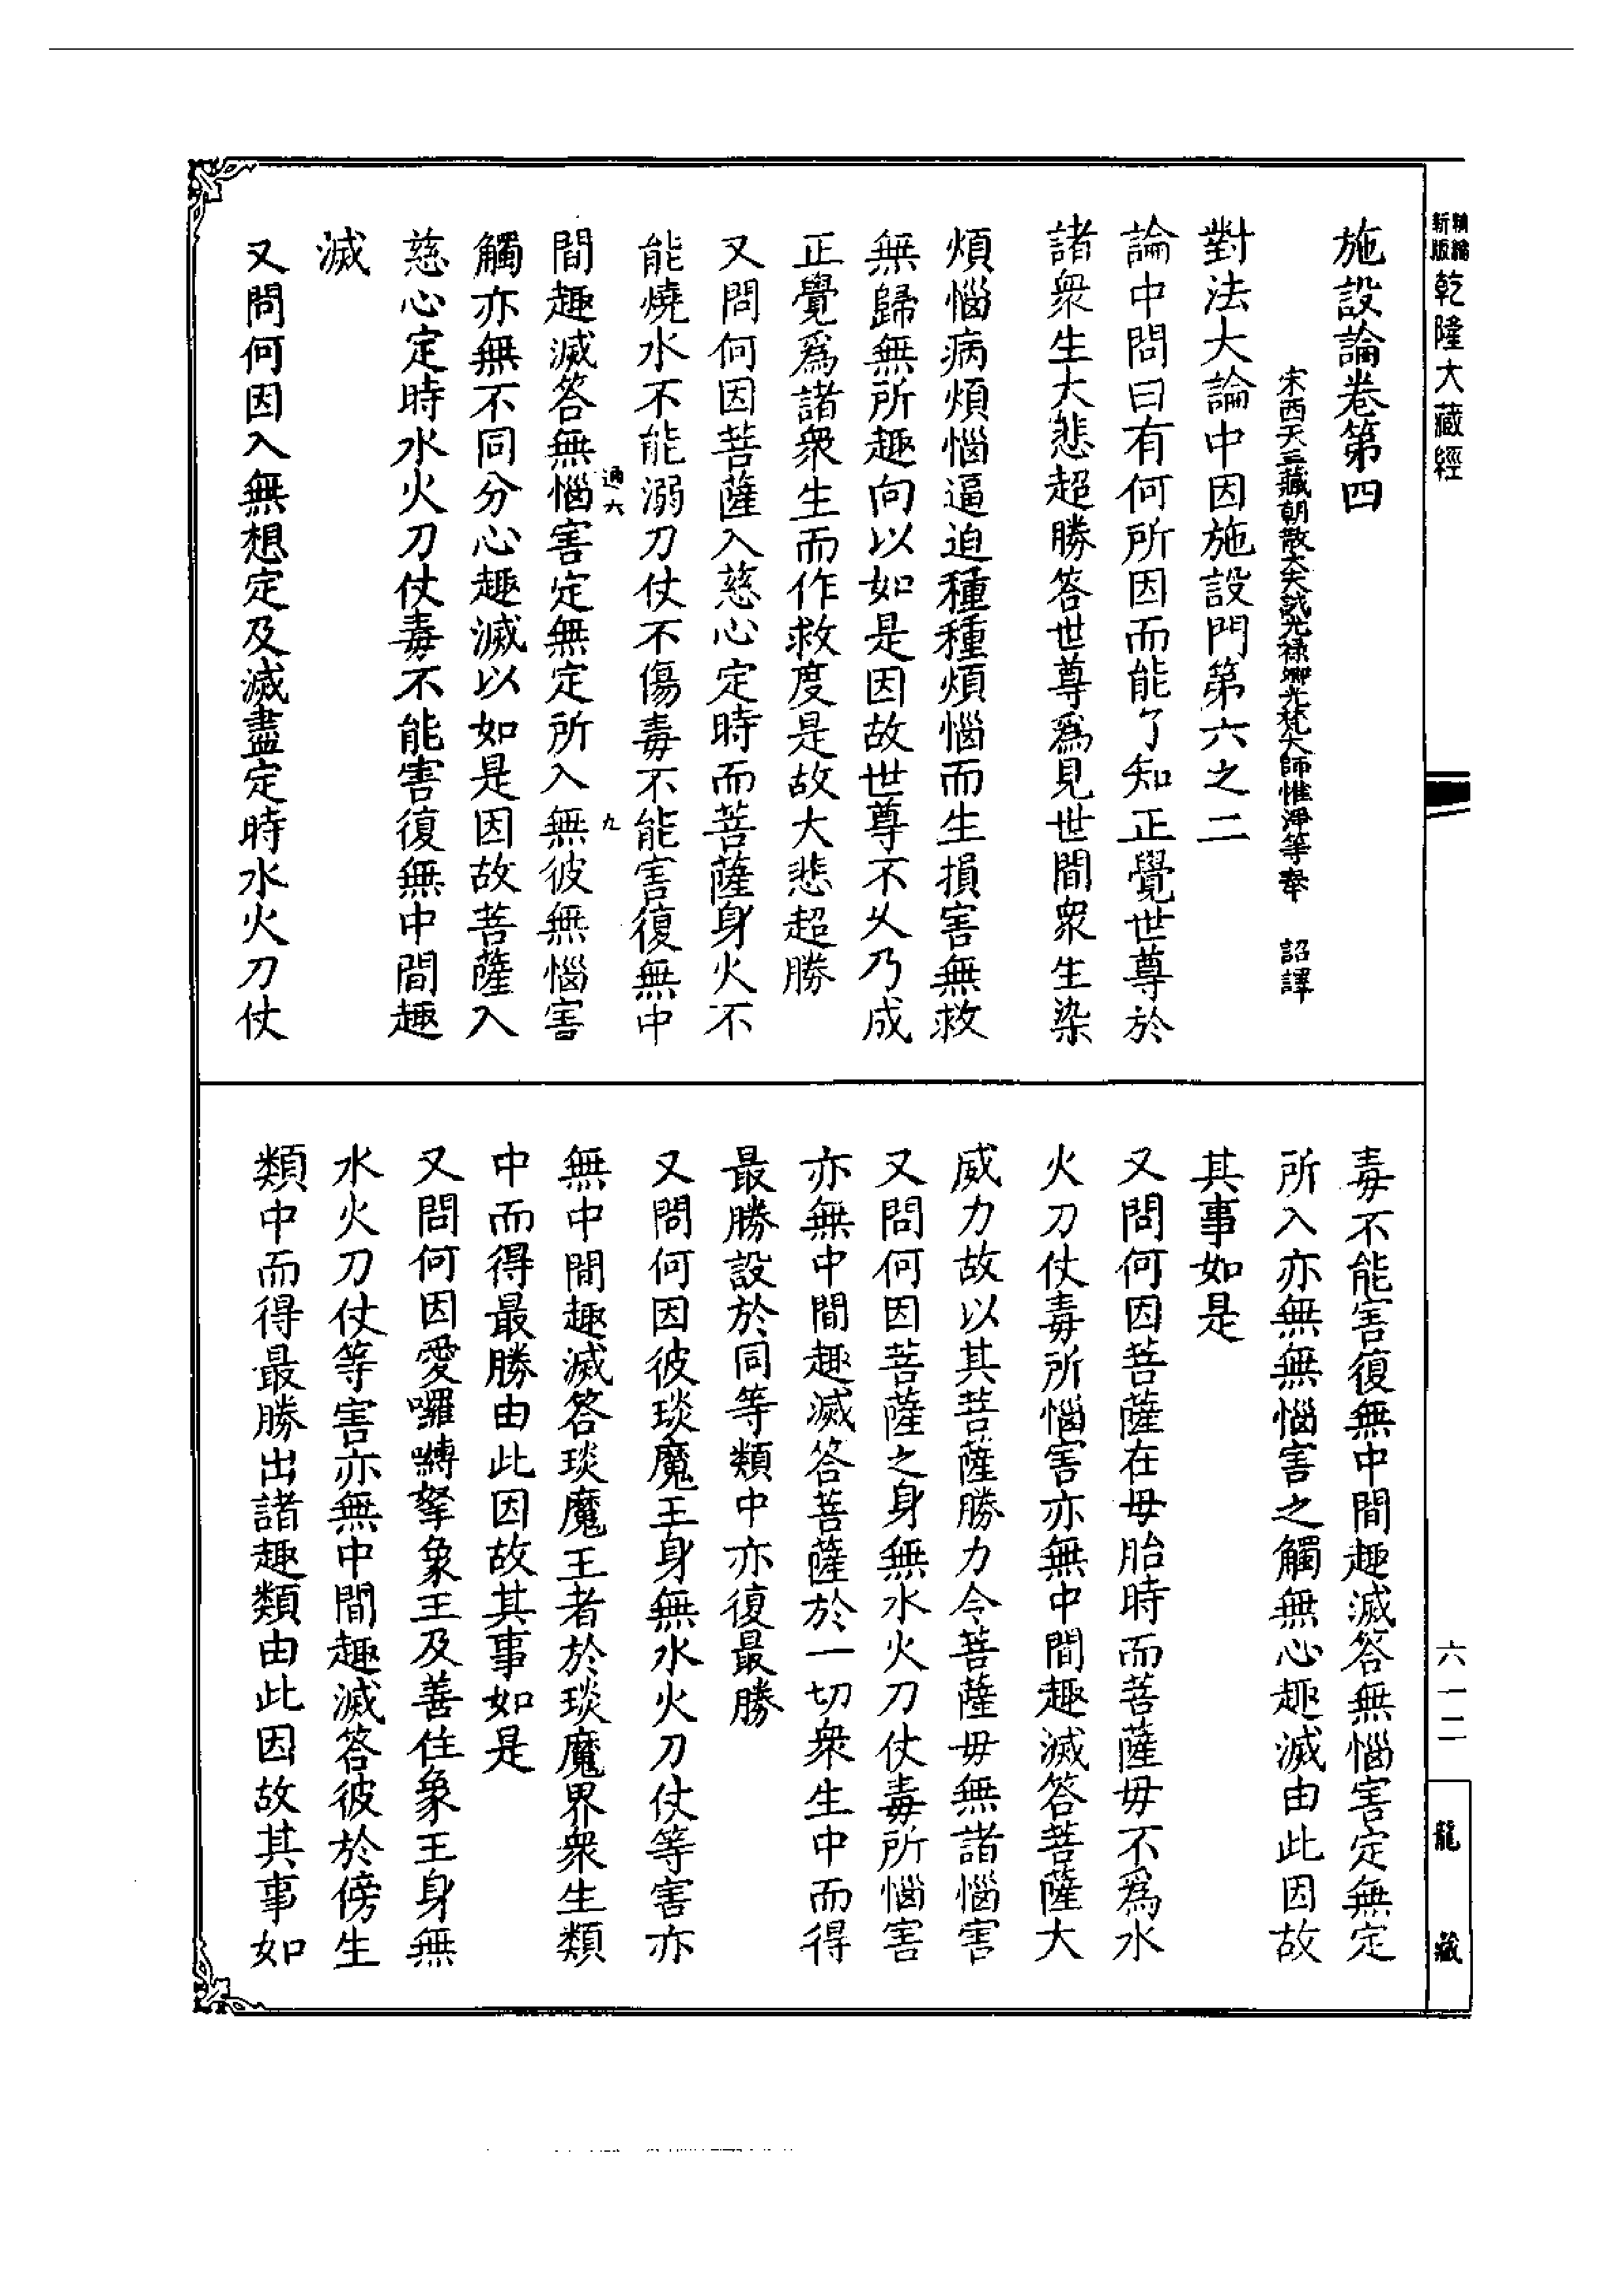 精編
新版
乾隆大藏經
施設論卷第四
宋西天三藏朝散大夫試光祿卿光梵大師惟淨等奉　詔譯
對法大論中因施設門第六之二
論中問曰有何所因而能了知正覺世尊於
諸衆生大悲超勝答世尊爲見世間衆生染
煩惱病煩惱逼迫種種煩惱而生損害無救
無歸無所趣向以如是因故世尊不乆乃成
正覺爲諸衆生而作救度是故大悲超勝
又問何因菩薩入慈心定時而菩薩身火不
能燒水不能溺刀仗不傷毒不能害復無中
間趣滅答無惱害定無定所入無彼無惱害
通六
九
觸亦無不同分心趣滅以如是因故菩薩入
慈心定時水火刀仗毒不能害復無中間趣
滅
又問何因入無想定及滅盡定時水火刀仗
毒不能害復無中間趣滅答無惱害定無定
所入亦無無惱害之觸無心趣滅由此因故
其事如是
又問何因菩薩在毋胎時而菩薩毋不爲水
火刀仗毒所惱害亦無中間趣滅答菩薩大
威力故以其菩薩勝力令菩薩毋無諸惱害
又問何因菩薩之身無水火刀仗毒所惱害
亦無中間趣滅答菩薩於一切衆生中而得
最勝設於同等類中亦復最勝
又問何因彼琰魔王身無水火刀仗等害亦
無中間趣滅答琰魔王者於琰魔界衆生類
中而得最勝由此因故其事如是
又問何因愛囉嚩拏象王及善住象王身無
水火刀仗等害亦無中間趣滅答彼於傍生
類中而得最勝出諸趣類由此因故其事如
六一二
龍藏